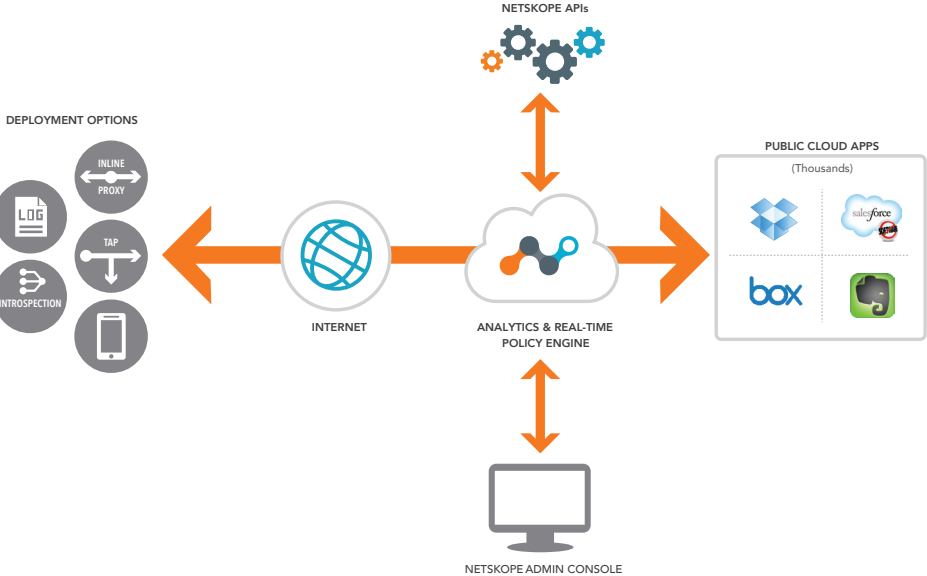 NETSKOPE APIs
DEPLOYMENT OPTIONS
INLINE
PROXY
LOG
TAP
INTROSPECTION
INTERNET
ANALYTICS & REAL-TIME
POLICY ENGINE
PUBLIC CLOUD APPS
(Thousands)
salesforce
SOFTWARE
box
NETSKOPE ADMIN CONSOLE